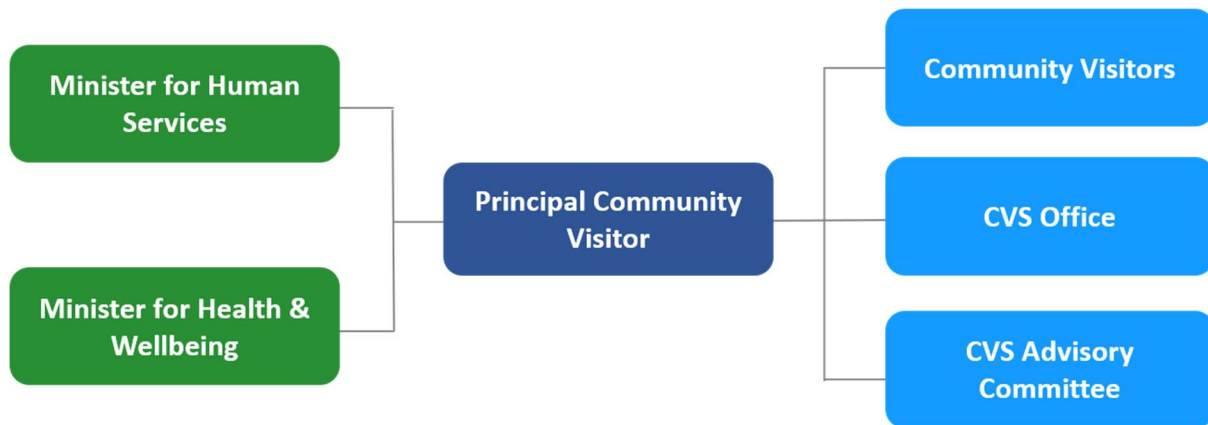 Minister for Human
Services
Minister for Health &
Wellbeing
Principal Community
Visitor
Community Visitors
CVS Office
CVS Advisory
Committee